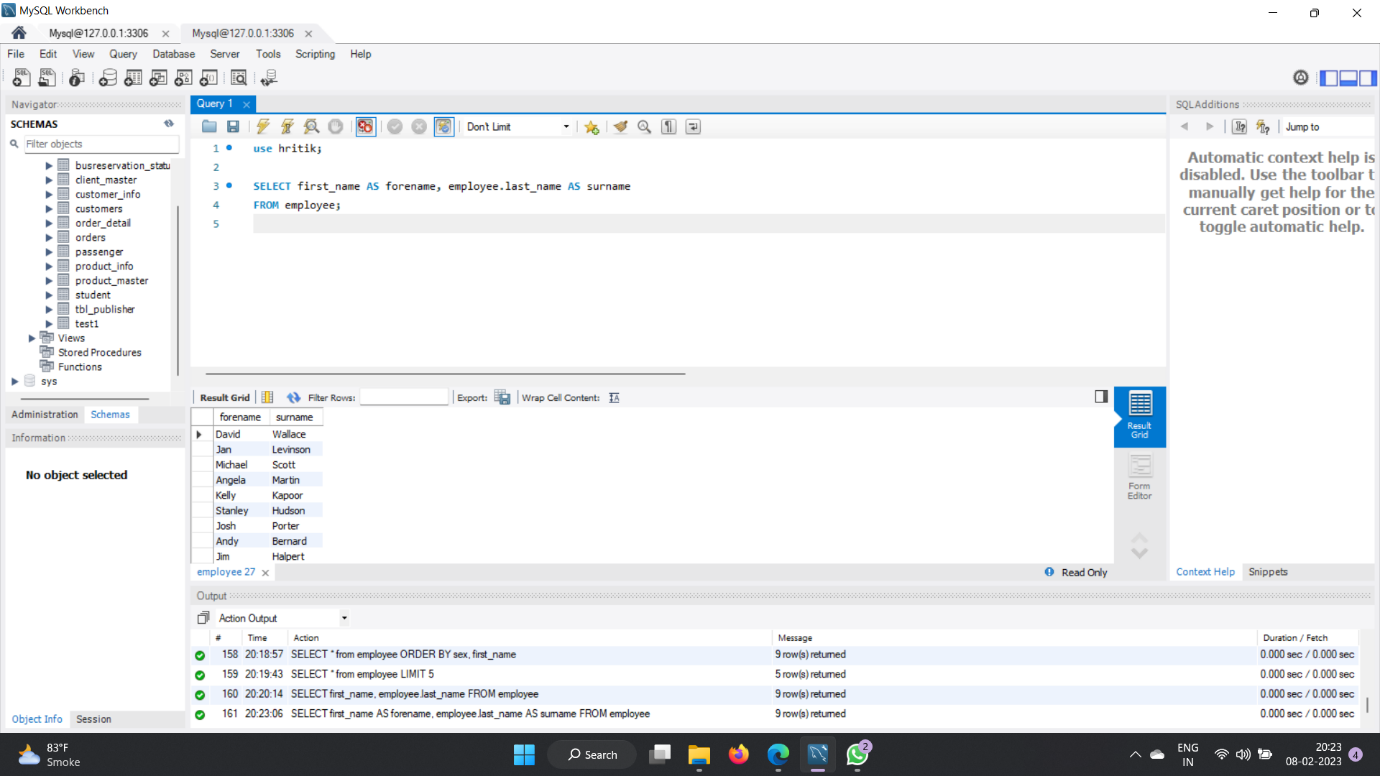 MySQL Workbench
Mysql@127.0.0.1:3306 Mysql@127.0.0.1:3306
File Edit View Query Database Server Tools Scripting Help
Navigator
SCHEMAS
Filter objects
busreservation_statu
client_master
customer_info
customers
order_detail
orders
passenger
product_info
product_master
student
tbl_publisher
test1
Views
Stored Procedures
Functions
sys
Administration Schemas
Information
No object selected
Object Info Session
Query 1
Don't Limit
1 use hritik;
2
3 SELECT first_name AS forename, employee.last_name AS surname
4 FROM employee;
5
Result Grid Filter Rows: Export: Wrap Cell Content:
forename surname
David Wallace
Jan Levinson
Michael Scott
Angela Martin
Kelly Kapoor
Stanley Hudson
Josh Porter
Andy Bernard
Jim Halpert
Result
Grid
Form
Editor
employee 27 Read Only
SQLAdditions
Jump to
Automatic context help is
disabled. Use the toolbar t
manually get help for the
current caret position or to
toggle automatic help.
Context Help Snippets
Output
Action Output
# Time Action Message Duration / Fetch
158 20:18:57 SELECT * from employee ORDER BY sex, first_name 9 row(s) returned 0.000 sec / 0.000 sec
159 20:19:43 SELECT * from employee LIMIT 5 5 row(s) returned 0.000 sec / 0.000 sec
160 20:20:14 SELECT first_name, employee.last_name FROM employee 9 row(s) returned 0.000 sec / 0.000 sec
161 20:23:06 SELECT first_name AS forename, employee.last_name AS surname FROM employee 9 row(s) returned 0.000 sec / 0.000 sec
83°F
Smoke
Search
2
ENG
IN
20:23
08-02-2023
4